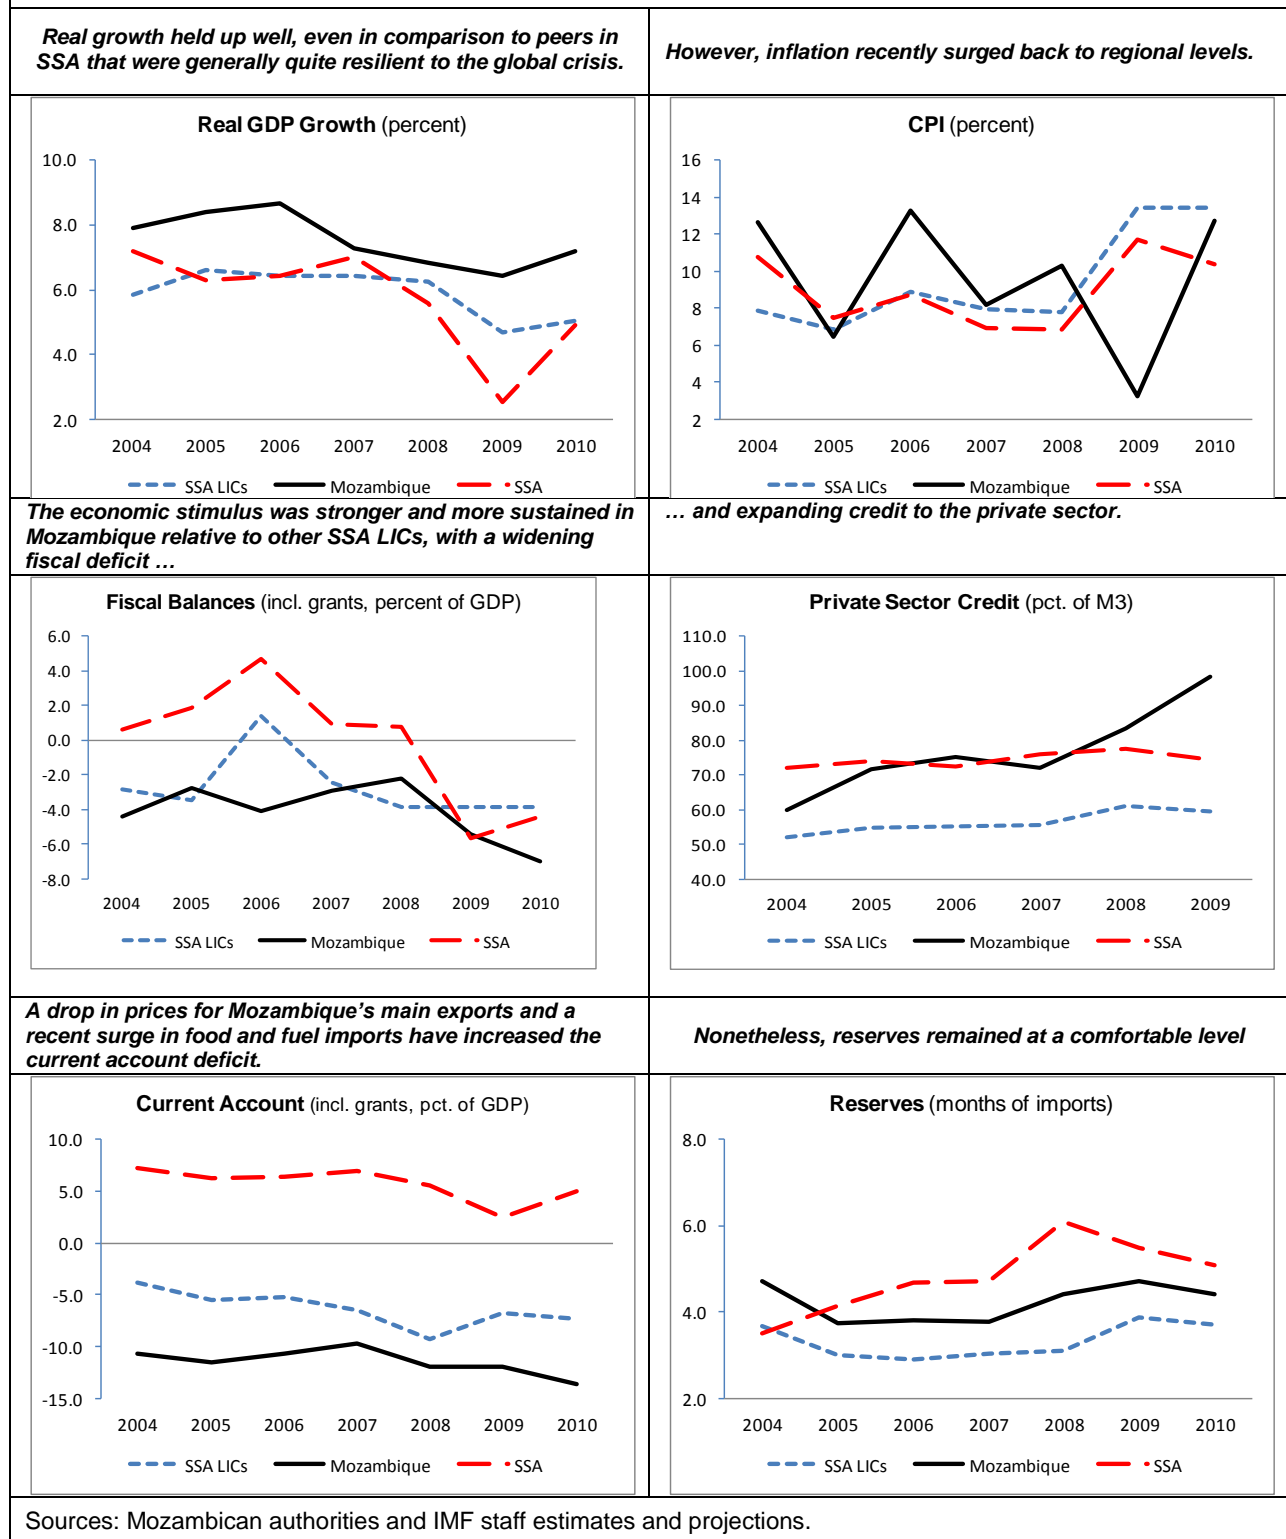 Real growth held up well, even in comparison to peers in
SSA that were generally quite resilient to the global crisis.
However, inflation recently surged back to regional levels.
Real GDP Growth (percent)
10.0
8.0
6.0
4.0
2.0
2004 2005 2006 2007 2008 2009 2010
SSA LICs Mozambique SSA
CPI (percent)
16
14
12
10
8
6
4
2
2004 2005 2006 2007 2008 2009 2010
SSA LICs Mozambique SSA
The economic stimulus was stronger and more sustained in
Mozambique relative to other SSA LICs, with a widening
fiscal deficit …
… and expanding credit to the private sector.
Fiscal Balances (incl. grants, percent of GDP)
6.0
4.0
2.0
0.0
-2.0
-4.0
-6.0
-8.0
2004 2005 2006 2007 2008 2009 2010
SSA LICs Mozambique SSA
Private Sector Credit (pct. of M3)
110.0
100.0
90.0
80.0
70.0
60.0
50.0
40.0
2004 2005 2006 2007 2008 2009
SSA LICs Mozambique SSA
A drop in prices for Mozambique's main exports and a
recent surge in food and fuel imports have increased the
current account deficit.
Nonetheless, reserves remained at a comfortable level
Current Account (incl. grants, pct. of GDP)
10.0
5.0
0.0
-5.0
-10.0
-15.0
2004 2005 2006 2007 2008 2009 2010
SSA LICs Mozambique SSA
Reserves (months of imports)
8.0
6.0
4.0
2.0
2004 2005 2006 2007 2008 2009 2010
SSA LICs Mozambique SSA
Sources: Mozambican authorities and IMF staff estimates and projections.